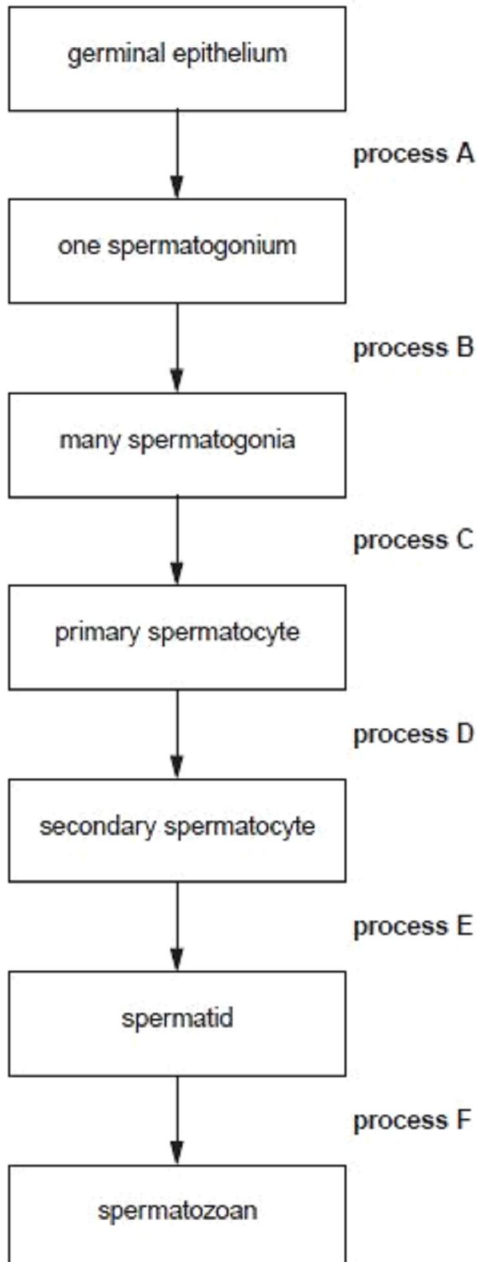 germinal epithelium
process A
one spermatogonium
process B
many spermatogonia
process C
primary spermatocyte
process D
secondary spermatocyte
process E
spermatid
process F
spermatozoan